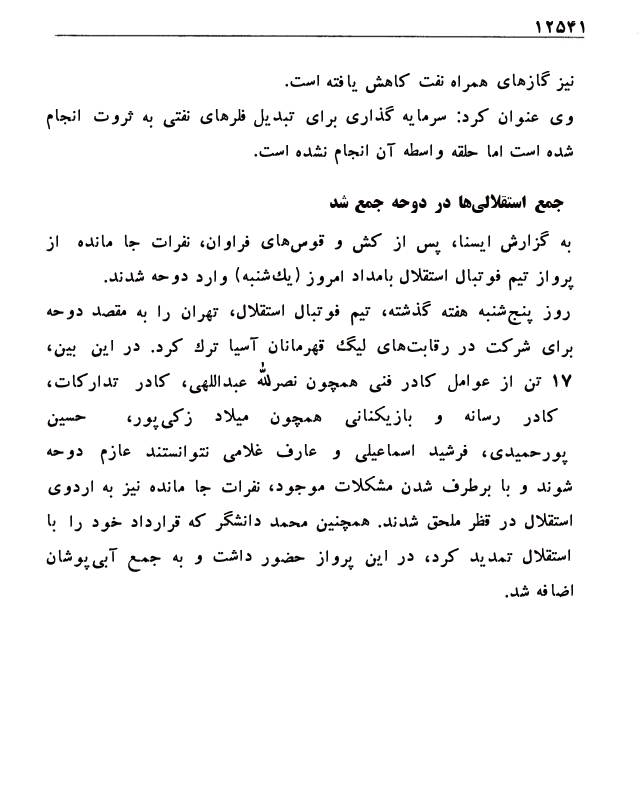 ۱۲۵۴۱
نیز گازهای همراه نفت کاهش یافته است.
وی عنوان کرد: سرمایه گذاری برای تبدیل فلرهای نفتی به ثروت انجام
شده است اما حلقه واسطه آن انجام نشده است.
جمع استقلالی‌ها در دوحه جمع شد
به گزارش ایسنا، پس از کش و قوس‌های فراوان، نفرات جا مانده از
پرواز تیم فوتبال استقلال بامداد امروز (یك‌شنبه) وارد دوحه شدند.
روز پنج‌شنبه هفته گذشته، تیم فوتبال استقلال، تهران را به مقصد دوحه
برای شرکت در رقابت‌های لیگ قهرمانان آسیا ترك کرد. در این بین،
۱۷ تن از عوامل کادر فنی همچون نصرالله عبداللهی، کادر تدارکات،
کادر رسانه و بازیکنانی همچون میلاد زکی‌پور، حسین
پورحمیدی، فرشید اسماعیلی و عارف غلامی نتوانستند عازم دوحه
شوند و با برطرف شدن مشکلات موجود، نفرات جا مانده نیز به اردوی
استقلال در قطر ملحق شدند. همچنین محمد دانشگر که قرارداد خود را با
استقلال تمدید کرد، در این پرواز حضور داشت و به جمع آبی‌پوشان
اضافه شد.